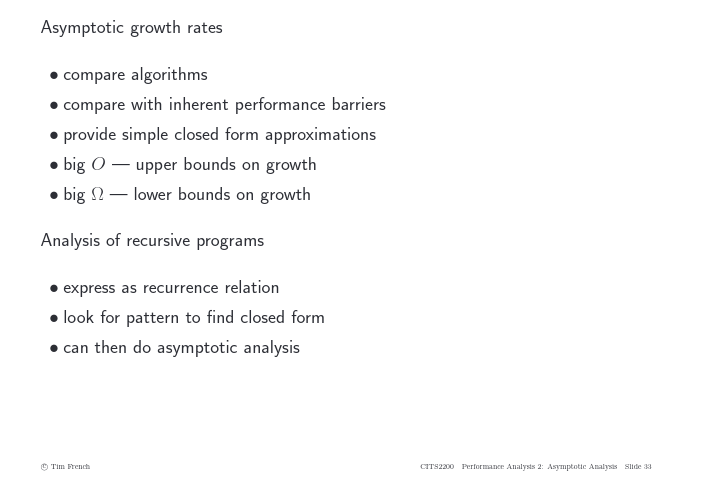 Asymptotic growth rates
• compare algorithms
• compare with inherent performance barriers
• provide simple closed form approximations
• big O — upper bounds on growth
• big Ω — lower bounds on growth
Analysis of recursive programs
• express as recurrence relation
• look for pattern to find closed form
• can then do asymptotic analysis
© Tim French CITS2200 Performance Analysis 2: Asymptotic Analysis Slide 33